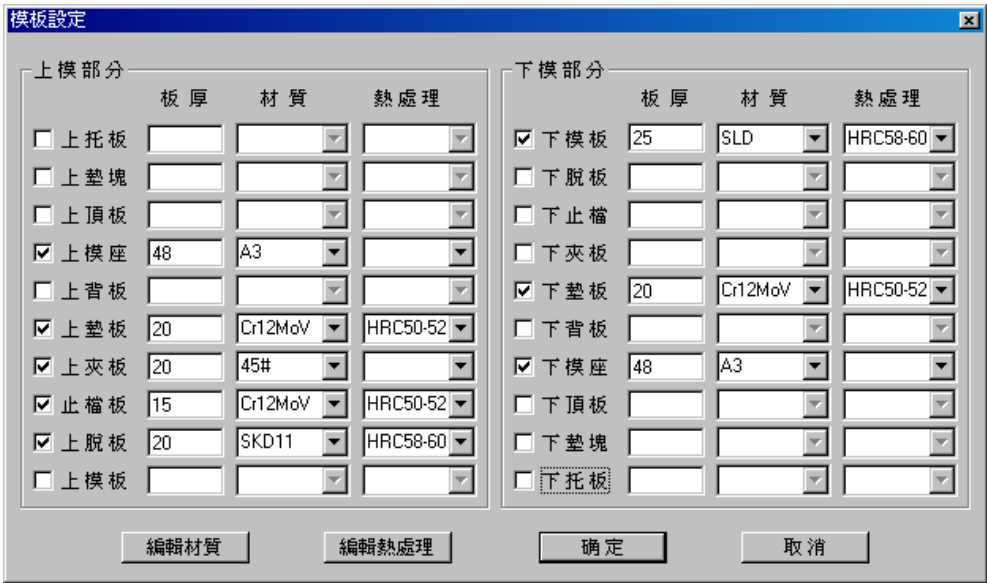 模板設定
上模部分
板厚 材質 熱處理
上托板
上墊塊
上頂板
上模座 48 A3
上背板
上墊板 20 Cr12MoV HRC50-52
上夾板 20 45#
止檔板 15 Cr12MoV HRC50-52
上脫板 20 SKD11 HRC58-60
上模板
下模部分
板厚 材質 熱處理
下模板 25 SLD HRC58-60
下脫板
下止檔
下夾板
下墊板 20 Cr12MoV HRC50-52
下背板
下模座 48 A3
下頂板
下墊塊
下托板
編輯材質 編輯熱處理 确定 取消